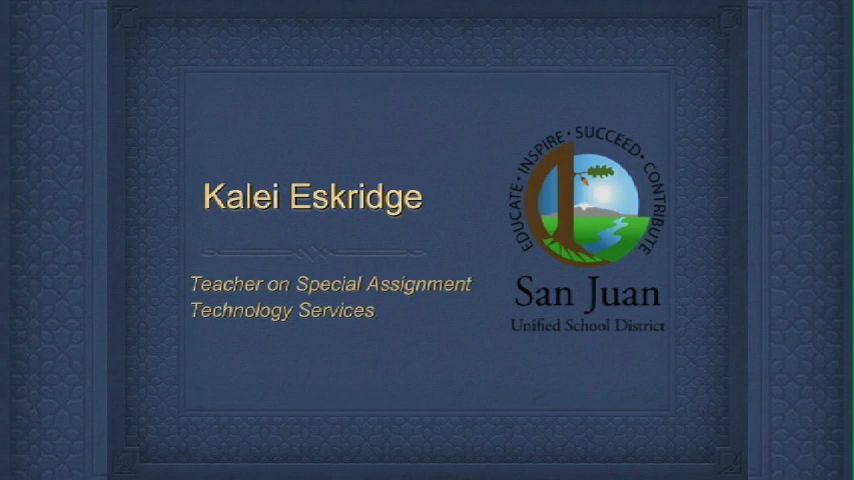 Kalei Eskridge
Teacher on Special Assignment
Technology Services
EDUCATE · INSPIRE · SUCCEED · CONTRIBUTE
San Juan
Unified School District